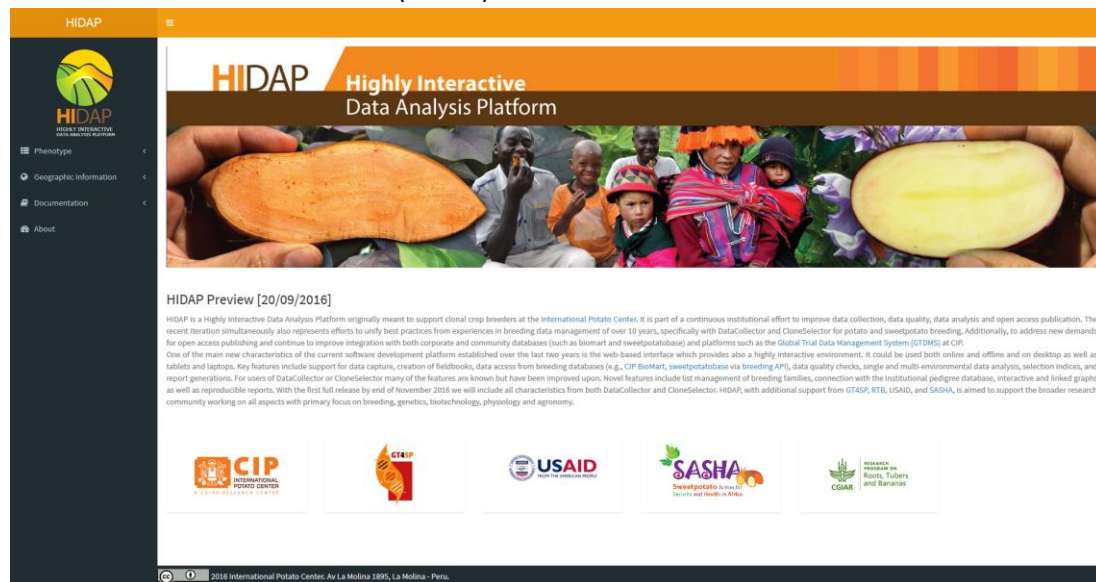 HIDAP
HIDAP
HIGHLY INTERACTIVE
DATA ANALYSIS PLATFORM
Phenotype
Geographic Information
Documentation
About
HIDAP
Highly Interactive
Data Analysis Platform
HIDAP Preview [20/09/2016]
HIDAP is a Highly Interactive Data Analysis Platform originally meant to support clonal crop breeders at the International Potato Center. It is part of a continuous institutional effort to improve data collection, data quality, data analysis and open access publication. The
recent iteration simultaneously also represents efforts to unify best practices from experiences in breeding data management of over 10 years, specifically with DataCollector and CloneSelector for potato and sweetpotato breeding. Additionally, to address new demands
for open access publishing and continue to improve integration with both corporate and community databases (such as biomart and sweetpotatobase) and platforms such as the Global Trial Data Management System (GTDMS) at CIP.
One of the main new characteristics of the current software development platform established over the last two years is the web-based interface which provides also a highly interactive environment. It could be used both online and offline and on desktop as well as
tablets and laptops. Key features include support for data capture, creation of fieldbooks, data access from breeding databases (e.g., CIP BioMart, sweetpotatobase via breeding API), data quality checks, single and multi-environmental data analysis, selection indices, and
report generations. For users of DataCollector or CloneSelector many of the features are known but have been improved upon. Novel features include list management of breeding families, connection with the institutional pedigree database, interactive and linked graphs
as well as reproducible reports. With the first full release by end of November 2016 we will include all characteristics from both DataCollector and CloneSelector. HIDAP, with additional support from GT4SP, RTB, USAID, and SASHA, is aimed to support the broader research
community working on all aspects with primary focus on breeding, genetics, biotechnology, physiology and agronomy.
CIP
INTERNATIONAL
POTATO CENTER
A CGIAR RESEARCH CENTER
GT4SP
USAID
FROM THE AMERICAN PEOPLE
SASHA
Sweetpotato Action for
Security and Health in Africa
CGIAR
RESEARCH
PROGRAM ON
Roots, Tubers
and Bananas
cc
2016 International Potato Center. Av La Molina 1895, La Molina - Peru.